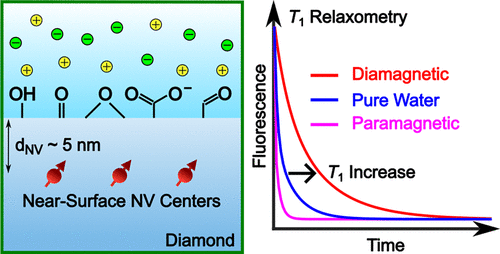 OH O O O O⁻ O
d_NV ~ 5 nm
Near-Surface NV Centers
Diamond
T₁ Relaxometry
Diamagnetic
Pure Water
Paramagnetic
T₁ Increase
Fluorescence
Time